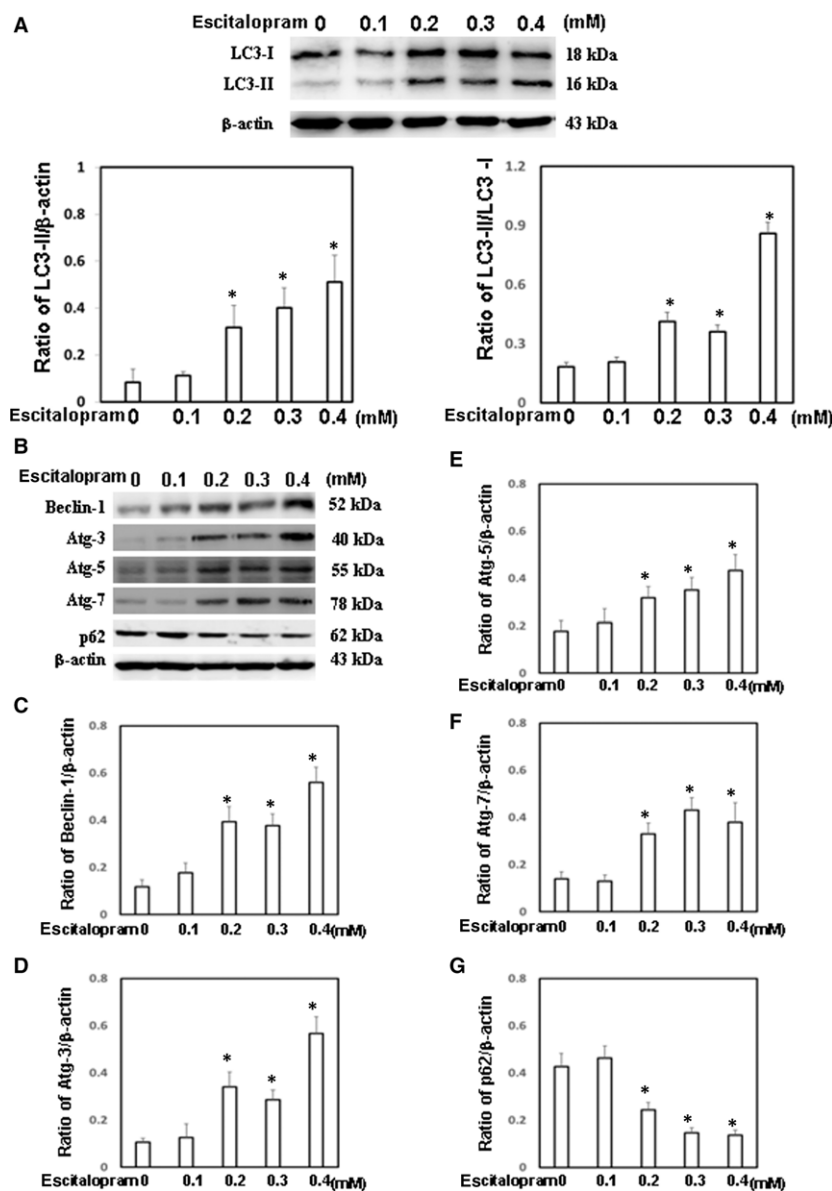 A
Escitalopram 0 0.1 0.2 0.3 0.4 (mM)
LC3-I 18 kDa
LC3-II 16 kDa
β-actin 43 kDa
Ratio of LC3-II/β-actin
1
0.8
0.6
0.4
0.2
0
Escitalopram 0 0.1 0.2 0.3 0.4 (mM)
* * *
Ratio of LC3-II/LC3 -I
1.2
0.9
0.6
0.3
0
Escitalopram 0 0.1 0.2 0.3 0.4 (mM)
* * *
B
Escitalopram 0 0.1 0.2 0.3 0.4 (mM)
Beclin-1 52 kDa
Atg-3 40 kDa
Atg-5 55 kDa
Atg-7 78 kDa
p62 62 kDa
β-actin 43 kDa
C
Ratio of Beclin-1/β-actin
0.8
0.6
0.4
0.2
0
Escitalopram 0 0.1 0.2 0.3 0.4 (mM)
* * *
D
Ratio of Atg-3/β-actin
0.8
0.6
0.4
0.2
0
Escitalopram 0 0.1 0.2 0.3 0.4 (mM)
* * *
E
Ratio of Atg-5/β-actin
0.8
0.6
0.4
0.2
0
Escitalopram 0 0.1 0.2 0.3 0.4 (mM)
* * *
F
Ratio of Atg-7/β-actin
0.8
0.6
0.4
0.2
0
Escitalopram 0 0.1 0.2 0.3 0.4 (mM)
* * *
G
Ratio of p62/β-actin
0.8
0.6
0.4
0.2
0
Escitalopram 0 0.1 0.2 0.3 0.4 (mM)
* * *